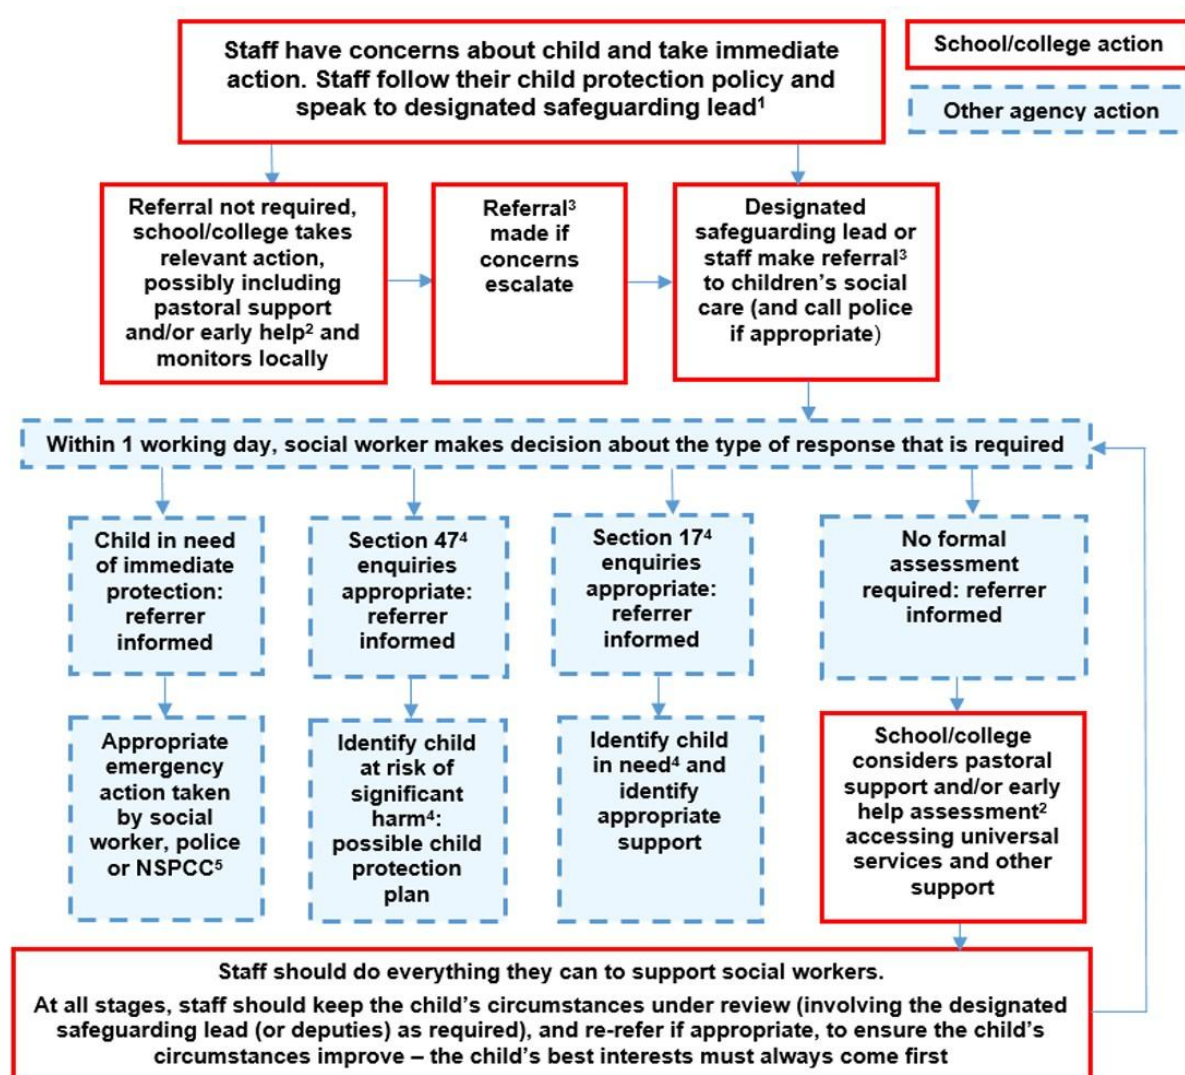 Staff have concerns about child and take immediate
action. Staff follow their child protection policy and
speak to designated safeguarding lead¹
School/college action
Other agency action
Referral not required,
school/college takes
relevant action,
possibly including
pastoral support
and/or early help² and
monitors locally
Referral³
made if
concerns
escalate
Designated
safeguarding lead or
staff make referral³
to children’s social
care (and call police
if appropriate)
Within 1 working day, social worker makes decision about the type of response that is required
Child in need
of immediate
protection:
referrer
informed
Section 47⁴
enquiries
appropriate:
referrer
informed
Section 17⁴
enquiries
appropriate:
referrer
informed
No formal
assessment
required: referrer
informed
Appropriate
emergency
action taken
by social
worker, police
or NSPCC⁵
Identify child
at risk of
significant
harm⁴:
possible child
protection
plan
Identify child
in need⁴ and
identify
appropriate
support
School/college
considers pastoral
support and/or early
help assessment²
accessing universal
services and other
support
Staff should do everything they can to support social workers.
At all stages, staff should keep the child’s circumstances under review (involving the designated
safeguarding lead (or deputies) as required), and re-refer if appropriate, to ensure the child’s
circumstances improve – the child’s best interests must always come first